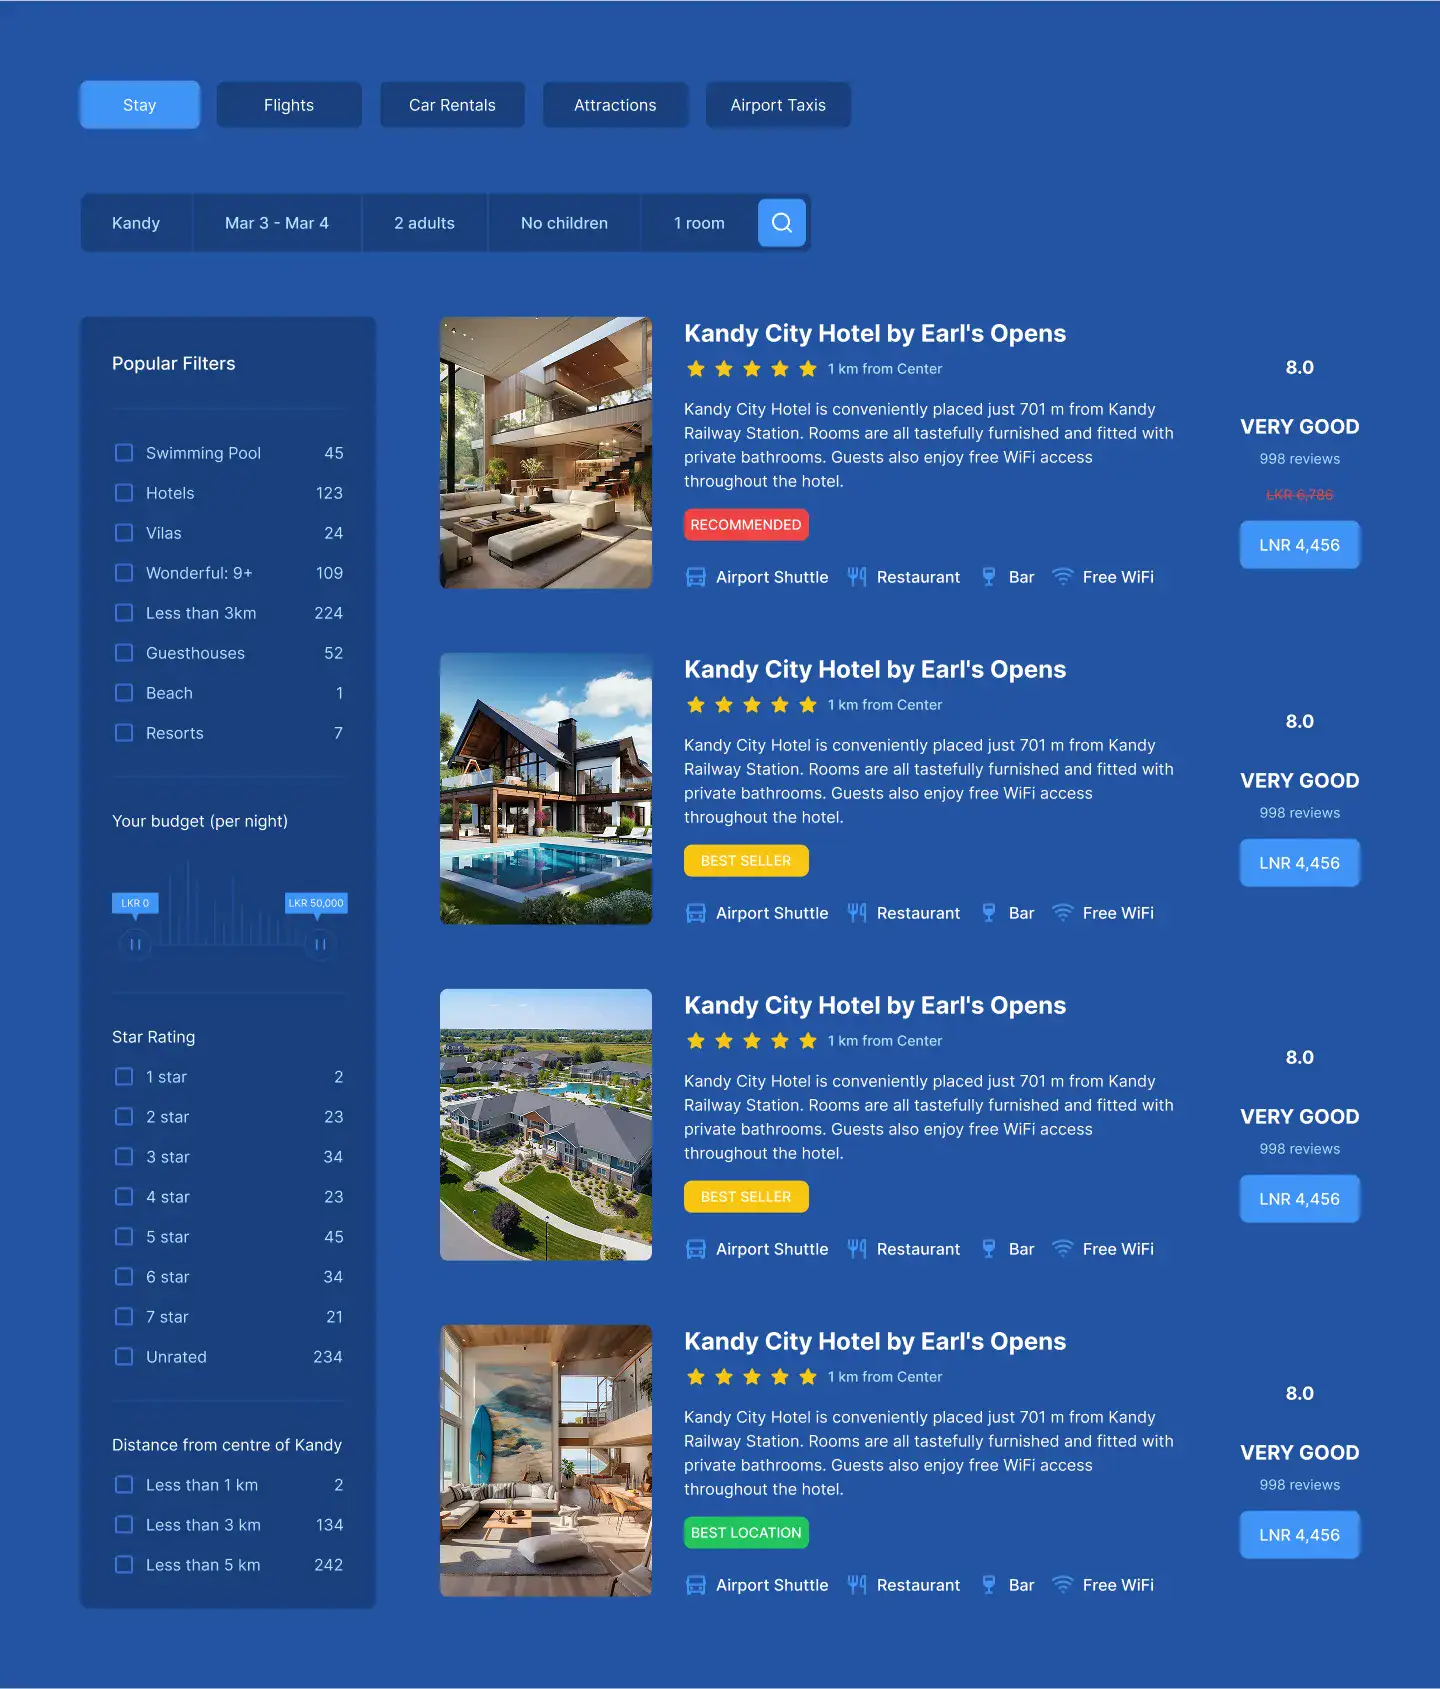 Stay
Flights
Car Rentals
Attractions
Airport Taxis
Kandy
Mar 3 - Mar 4
2 adults
No children
1 room
Popular Filters
Swimming Pool 45
Hotels 123
Vilas 24
Wonderful: 9+ 109
Less than 3km 224
Guesthouses 52
Beach 1
Resorts 7
Your budget (per night)
LKR 0
LKR 50,000
Star Rating
1 star 2
2 star 23
3 star 34
4 star 23
5 star 45
6 star 34
7 star 21
Unrated 234
Distance from centre of Kandy
Less than 1 km 2
Less than 3 km 134
Less than 5 km 242
Kandy City Hotel by Earl's Opens
1 km from Center
Kandy City Hotel is conveniently placed just 701 m from Kandy
Railway Station. Rooms are all tastefully furnished and fitted with
private bathrooms. Guests also enjoy free WiFi access
throughout the hotel.
RECOMMENDED
Airport Shuttle
Restaurant
Bar
Free WiFi
8.0
VERY GOOD
998 reviews
LKR 6,786
LNR 4,456
Kandy City Hotel by Earl's Opens
1 km from Center
Kandy City Hotel is conveniently placed just 701 m from Kandy
Railway Station. Rooms are all tastefully furnished and fitted with
private bathrooms. Guests also enjoy free WiFi access
throughout the hotel.
BEST SELLER
Airport Shuttle
Restaurant
Bar
Free WiFi
8.0
VERY GOOD
998 reviews
LNR 4,456
Kandy City Hotel by Earl's Opens
1 km from Center
Kandy City Hotel is conveniently placed just 701 m from Kandy
Railway Station. Rooms are all tastefully furnished and fitted with
private bathrooms. Guests also enjoy free WiFi access
throughout the hotel.
BEST SELLER
Airport Shuttle
Restaurant
Bar
Free WiFi
8.0
VERY GOOD
998 reviews
LNR 4,456
Kandy City Hotel by Earl's Opens
1 km from Center
Kandy City Hotel is conveniently placed just 701 m from Kandy
Railway Station. Rooms are all tastefully furnished and fitted with
private bathrooms. Guests also enjoy free WiFi access
throughout the hotel.
BEST LOCATION
Airport Shuttle
Restaurant
Bar
Free WiFi
8.0
VERY GOOD
998 reviews
LNR 4,456